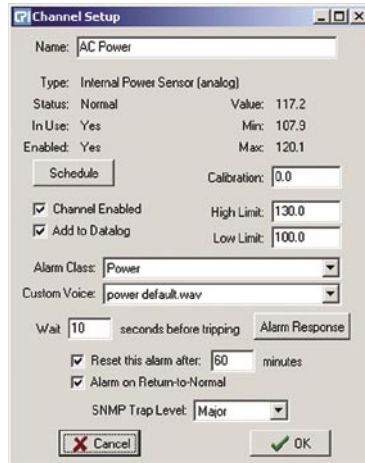 CPI Channel Setup
Name: AC Power
Type: Internal Power Sensor (analog)
Status: Normal Value: 117.2
In Use: Yes Min: 107.9
Enabled: Yes Max: 120.1
Schedule Calibration: 0.0
Channel Enabled High Limit: 130.0
Add to Datalog Low Limit: 100.0
Alarm Class: Power
Custom Voice: power default.wav
Wait 10 seconds before tripping Alarm Response
Reset this alarm after: 60 minutes
Alarm on Return-to-Normal
SNMP Trap Level: Major
Cancel OK